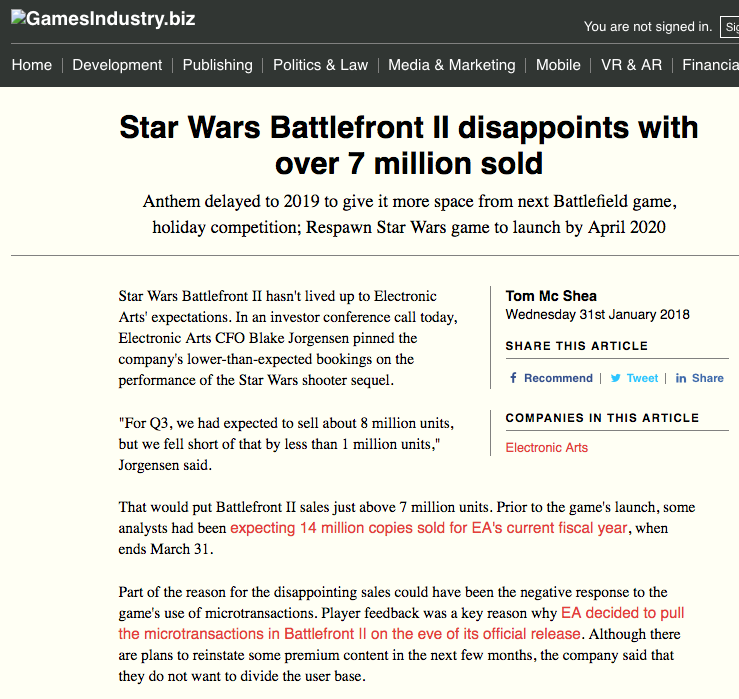 GamesIndustry.biz
You are not signed in.
Home | Development | Publishing | Politics & Law | Media & Marketing | Mobile | VR & AR |
Star Wars Battlefront II disappoints with
over 7 million sold
Anthem delayed to 2019 to give it more space from next Battlefield game,
holiday competition; Respawn Star Wars game to launch by April 2020
Star Wars Battlefront II hasn't lived up to Electronic
Arts' expectations. In an investor conference call today,
Electronic Arts CFO Blake Jorgensen pinned the
company's lower-than-expected bookings on the
performance of the Star Wars shooter sequel.
"For Q3, we had expected to sell about 8 million units,
but we fell short of that by less than 1 million units,"
Jorgensen said.
Tom Mc Shea
Wednesday 31st January 2018
SHARE THIS ARTICLE
Recommend | Tweet | Share
COMPANIES IN THIS ARTICLE
Electronic Arts
That would put Battlefront II sales just above 7 million units. Prior to the game's launch, some
analysts had been expecting 14 million copies sold for EA's current fiscal year, when
ends March 31.
Part of the reason for the disappointing sales could have been the negative response to the
game's use of microtransactions. Player feedback was a key reason why EA decided to pull
the microtransactions in Battlefront II on the eve of its official release. Although there
are plans to reinstate some premium content in the next few months, the company said that
they do not want to divide the user base.